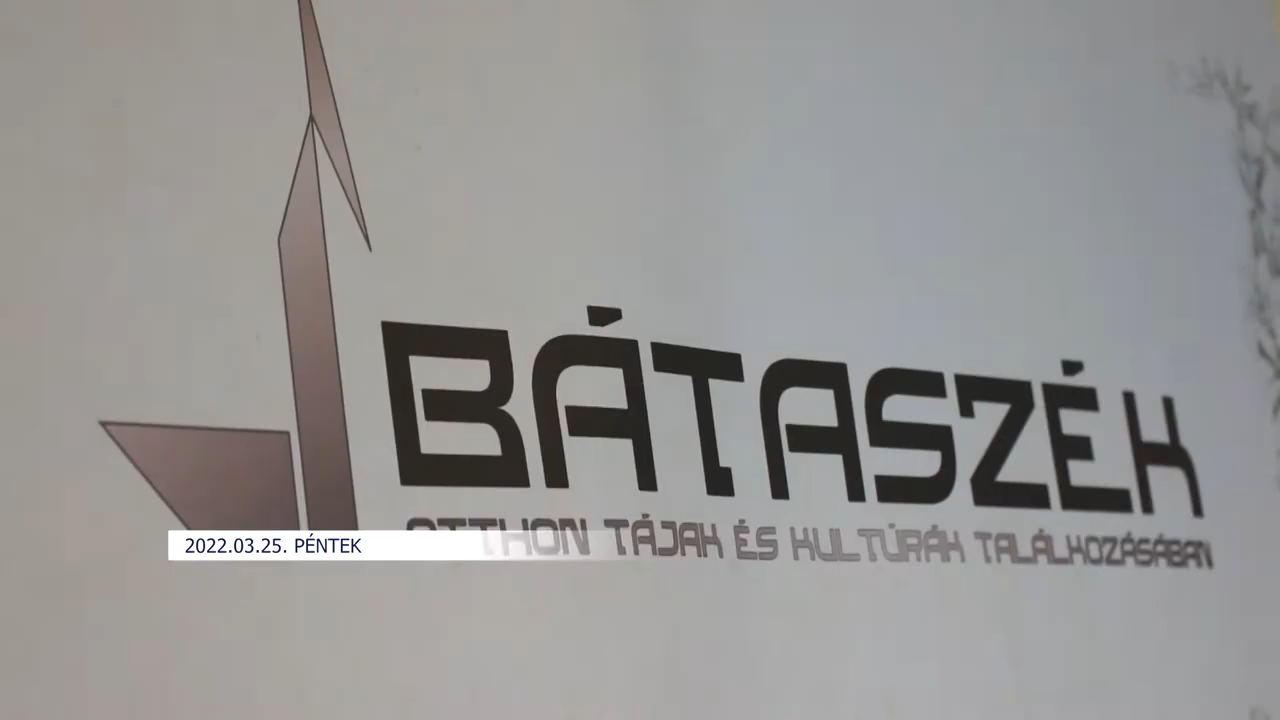 BÁTASZÉK
OTTHON TÁJAK ÉS KULTÚRÁK TALÁLKOZÁSÁBAN
2022.03.25. PÉNTEK